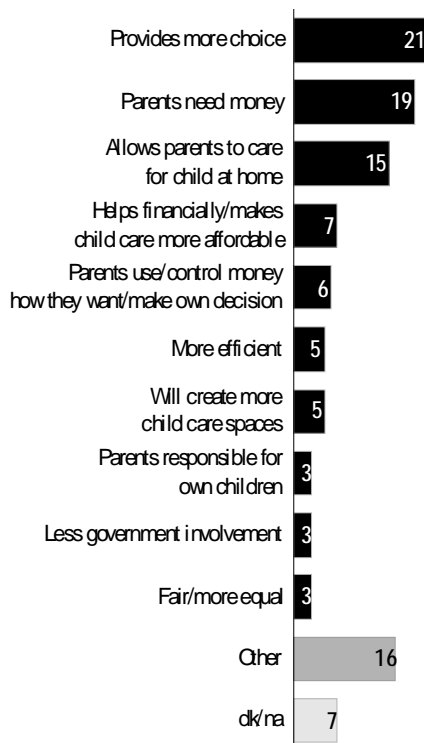 Provides more choice 21
Parents need money 19
Allows parents to care
for child at home 15
Helps financially/makes
child care more affordable 7
Parents use/control money
how they want/make own decision 6
More efficient 5
Will create more
child care spaces 5
Parents responsible for
own children 3
Less government involvement 3
Fair/more equal 3
Other 16
dk/na 7